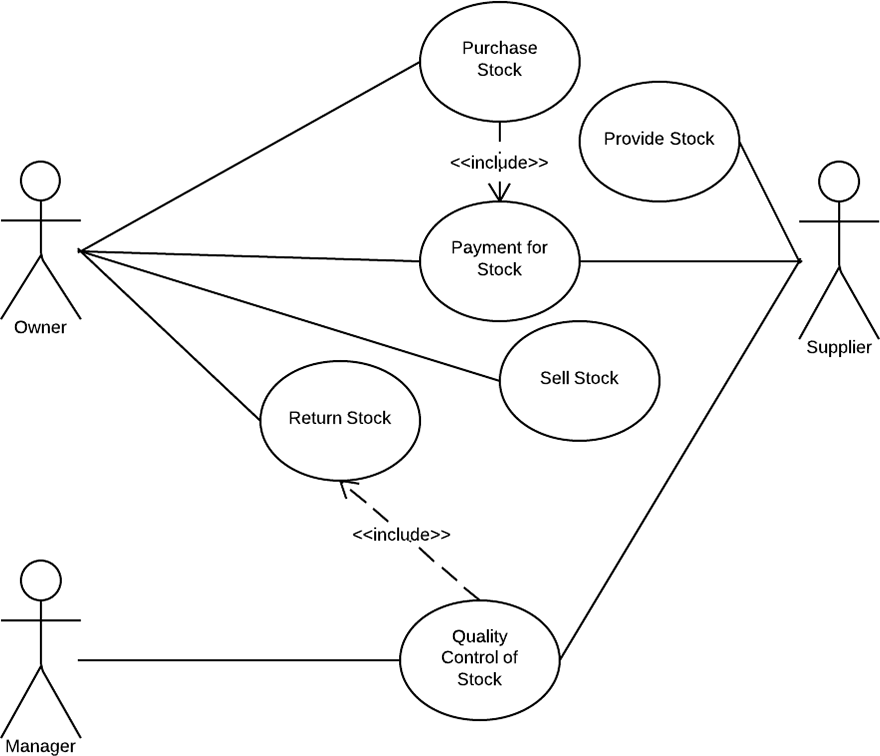 Purchase
Stock
Provide Stock
<<include>>
Payment for
Stock
Owner
Supplier
Sell Stock
Return Stock
<<include>>
Quality
Control of
Stock
Manager